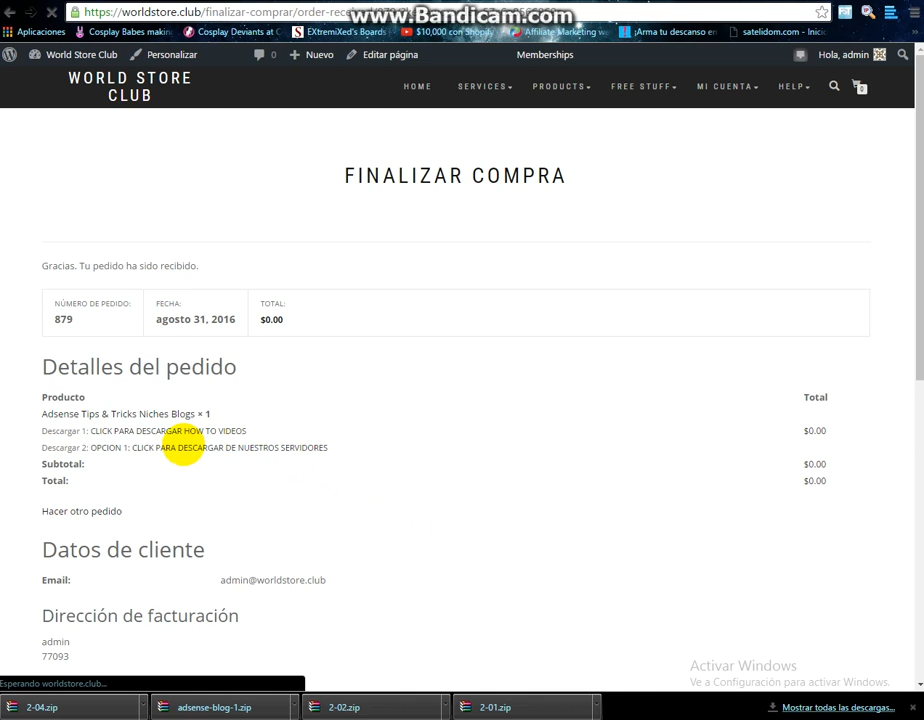 https://worldstore.club/finalizar-comprar/order-rece
www.Bandicam.com
Aplicaciones
Cosplay Babes makin
Cosplay Deviants at C
EXtremiXed's Boards
$10,000 con Shopify
Affiliate Marketing w
¡Arma tu descanso en
satelidom.com - Inic
World Store Club
0
Nuevo
Editar página
Memberships
Hola, admin
Personalizar
WORLD STORE
CLUB
HOME
SERVICES
PRODUCTS
FREE STUFF
MI CUENTA
HELP
0
FINALIZAR COMPRA
Gracias. Tu pedido ha sido recibido.
NÚMERO DE PEDIDO:
879
FECHA:
agosto 31, 2016
TOTAL:
$0.00
Detalles del pedido
Producto
Total
Adsense Tips & Tricks Niches Blogs × 1
Descargar 1: CLICK PARA DESCARGAR HOW TO VIDEOS
$0.00
Descargar 2: OPCION 1: CLICK PARA DESCARGAR DE NUESTROS SERVIDORES
Subtotal:
$0.00
Total:
$0.00
Hacer otro pedido
Datos de cliente
Email:
admin@worldstore.club
Dirección de facturación
admin
77093
Activar Windows
Ve a Configuración para activar Windows.
Esperando worldstore.club...
2-04.zip
adsense-blog-1.zip
2-02.zip
2-01.zip
Mostrar todas las descargas...